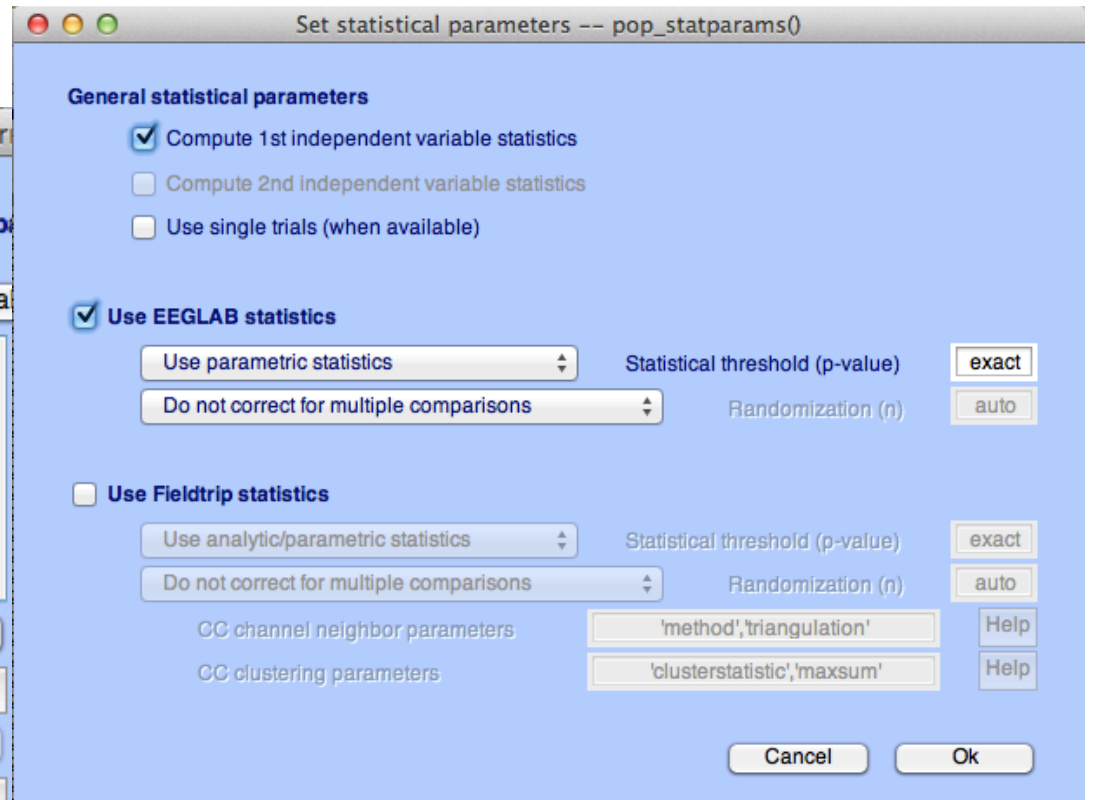 Set statistical parameters -- pop_statparams()
General statistical parameters
Compute 1st independent variable statistics
Compute 2nd independent variable statistics
Use single trials (when available)
Use EEGLAB statistics
Use parametric statistics Statistical threshold (p-value) exact
Do not correct for multiple comparisons Randomization (n) auto
Use Fieldtrip statistics
Use analytic/parametric statistics Statistical threshold (p-value) exact
Do not correct for multiple comparisons Randomization (n) auto
CC channel neighbor parameters 'method','triangulation' Help
CC clustering parameters 'clusterstatistic','maxsum' Help
Cancel Ok